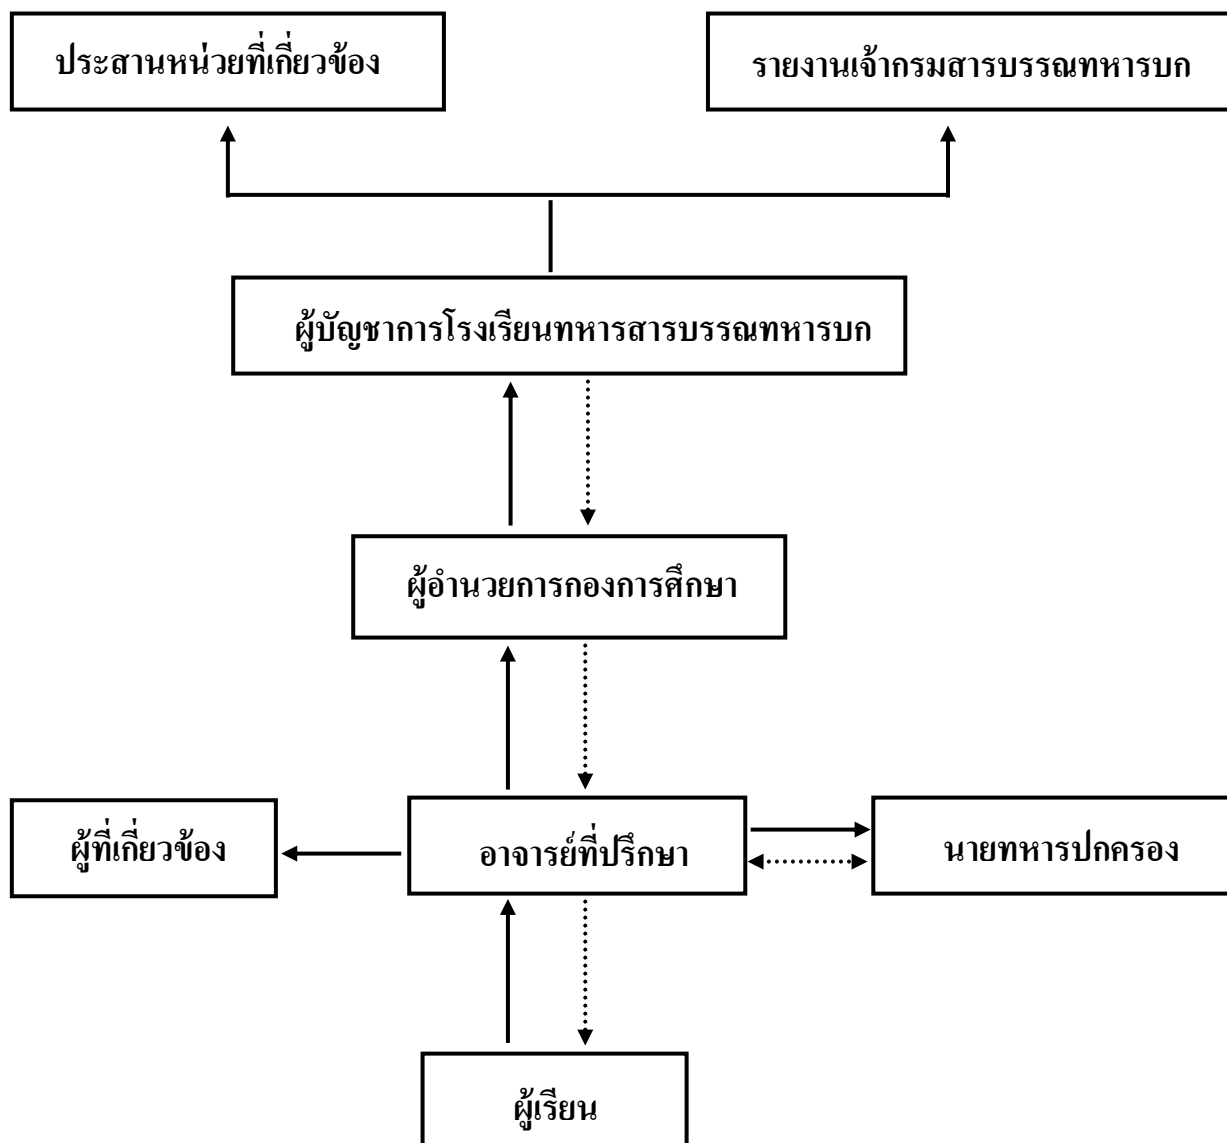 ประสานหน่วยที่เกี่ยวข้อง
รายงานเจ้ากรมสารบรรณทหารบก
ผู้บัญชาการโรงเรียนทหารสารบรรณทหารบก
ผู้อำนวยการกองการศึกษา
ผู้ที่เกี่ยวข้อง
อาจารย์ที่ปรึกษา
นายทหารปกครอง
ผู้เรียน